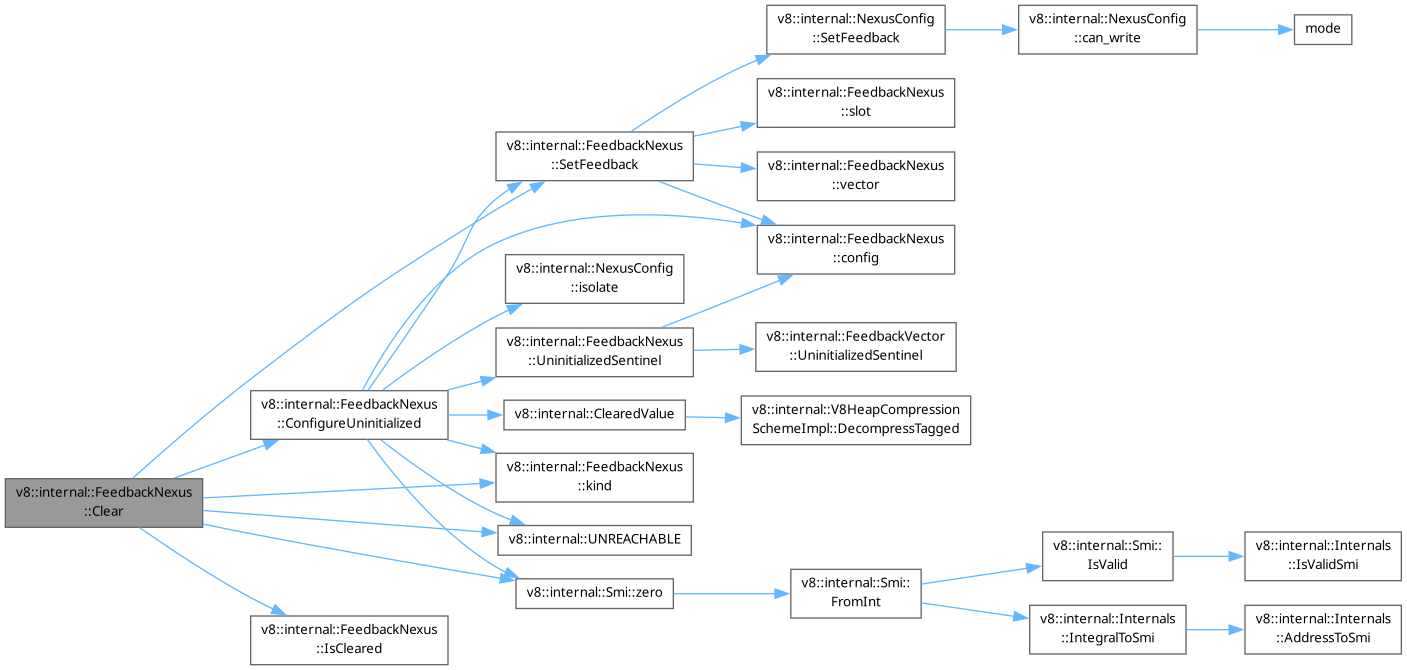 v8::internal::NexusConfig
::SetFeedback
v8::internal::NexusConfig
::can_write
mode
v8::internal::FeedbackNexus
::slot
v8::internal::FeedbackNexus
::SetFeedback
v8::internal::FeedbackNexus
::vector
v8::internal::FeedbackNexus
::config
v8::internal::NexusConfig
::isolate
v8::internal::FeedbackNexus
::UninitializedSentinel
v8::internal::FeedbackVector
::UninitializedSentinel
v8::internal::FeedbackNexus
::ConfigureUninitialized
v8::internal::ClearedValue
v8::internal::V8HeapCompression
SchemeImpl::DecompressTagged
v8::internal::FeedbackNexus
::kind
v8::internal::FeedbackNexus
::Clear
v8::internal::UNREACHABLE
v8::internal::Smi::zero
v8::internal::Smi::
FromInt
v8::internal::Smi::
IsValid
v8::internal::Internals
::IsValidSmi
v8::internal::Internals
::IntegralToSmi
v8::internal::Internals
::AddressToSmi
v8::internal::FeedbackNexus
::IsCleared